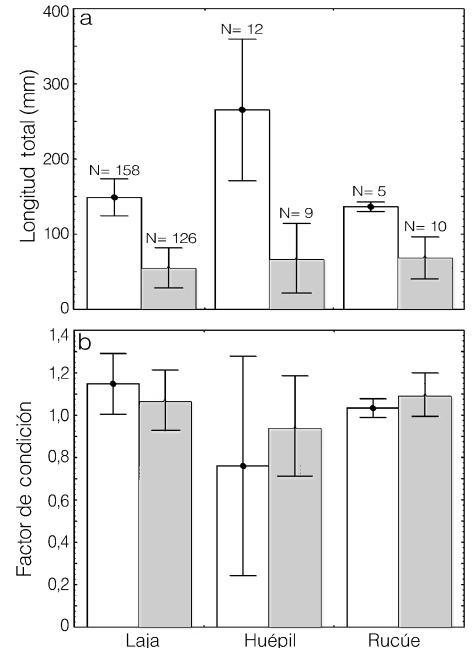 400
a
N= 12
300
Longitud total (mm)
200
N= 158
N= 5
N= 9
N= 10
N= 126
100
0
1,4
b
1,2
1,0
Factor de condición
0,8
0,6
0,4
0,2
0
Laja
Huépil
Rucúe